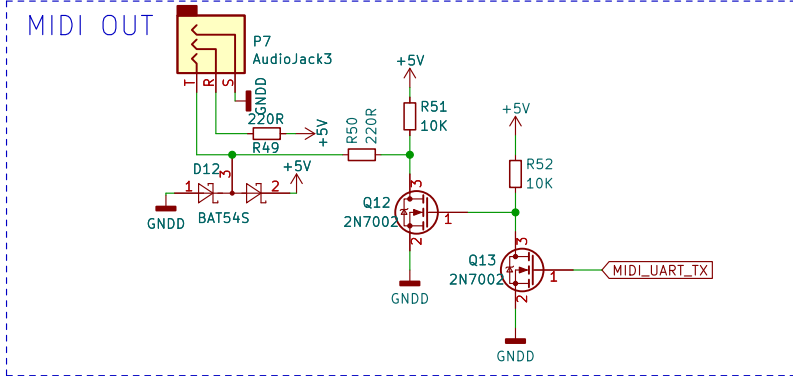 MIDI OUT
P7
AudioJack3
T
R
S
GNDD
220R
R49
+5V
R50
220R
+5V
R51
10K
+5V
R52
10K
D12
3
+5V
1
2
GNDD
BAT54S
Q12
2N7002
3
1
2
GNDD
Q13
2N7002
3
1
2
MIDI_UART_TX
GNDD